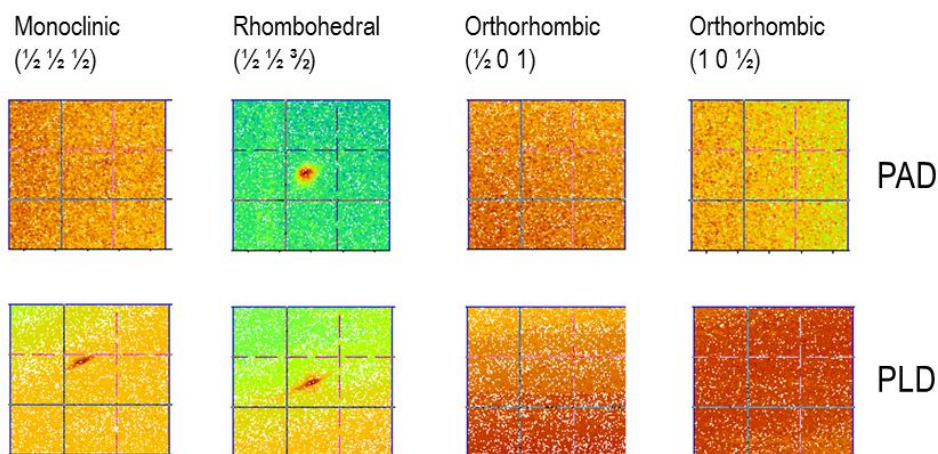 Monoclinic
(½ ½ ½)
Rhombohedral
(½ ½ ³⁄₂)
Orthorhombic
(½ 0 1)
Orthorhombic
(1 0 ½)
PAD
PLD